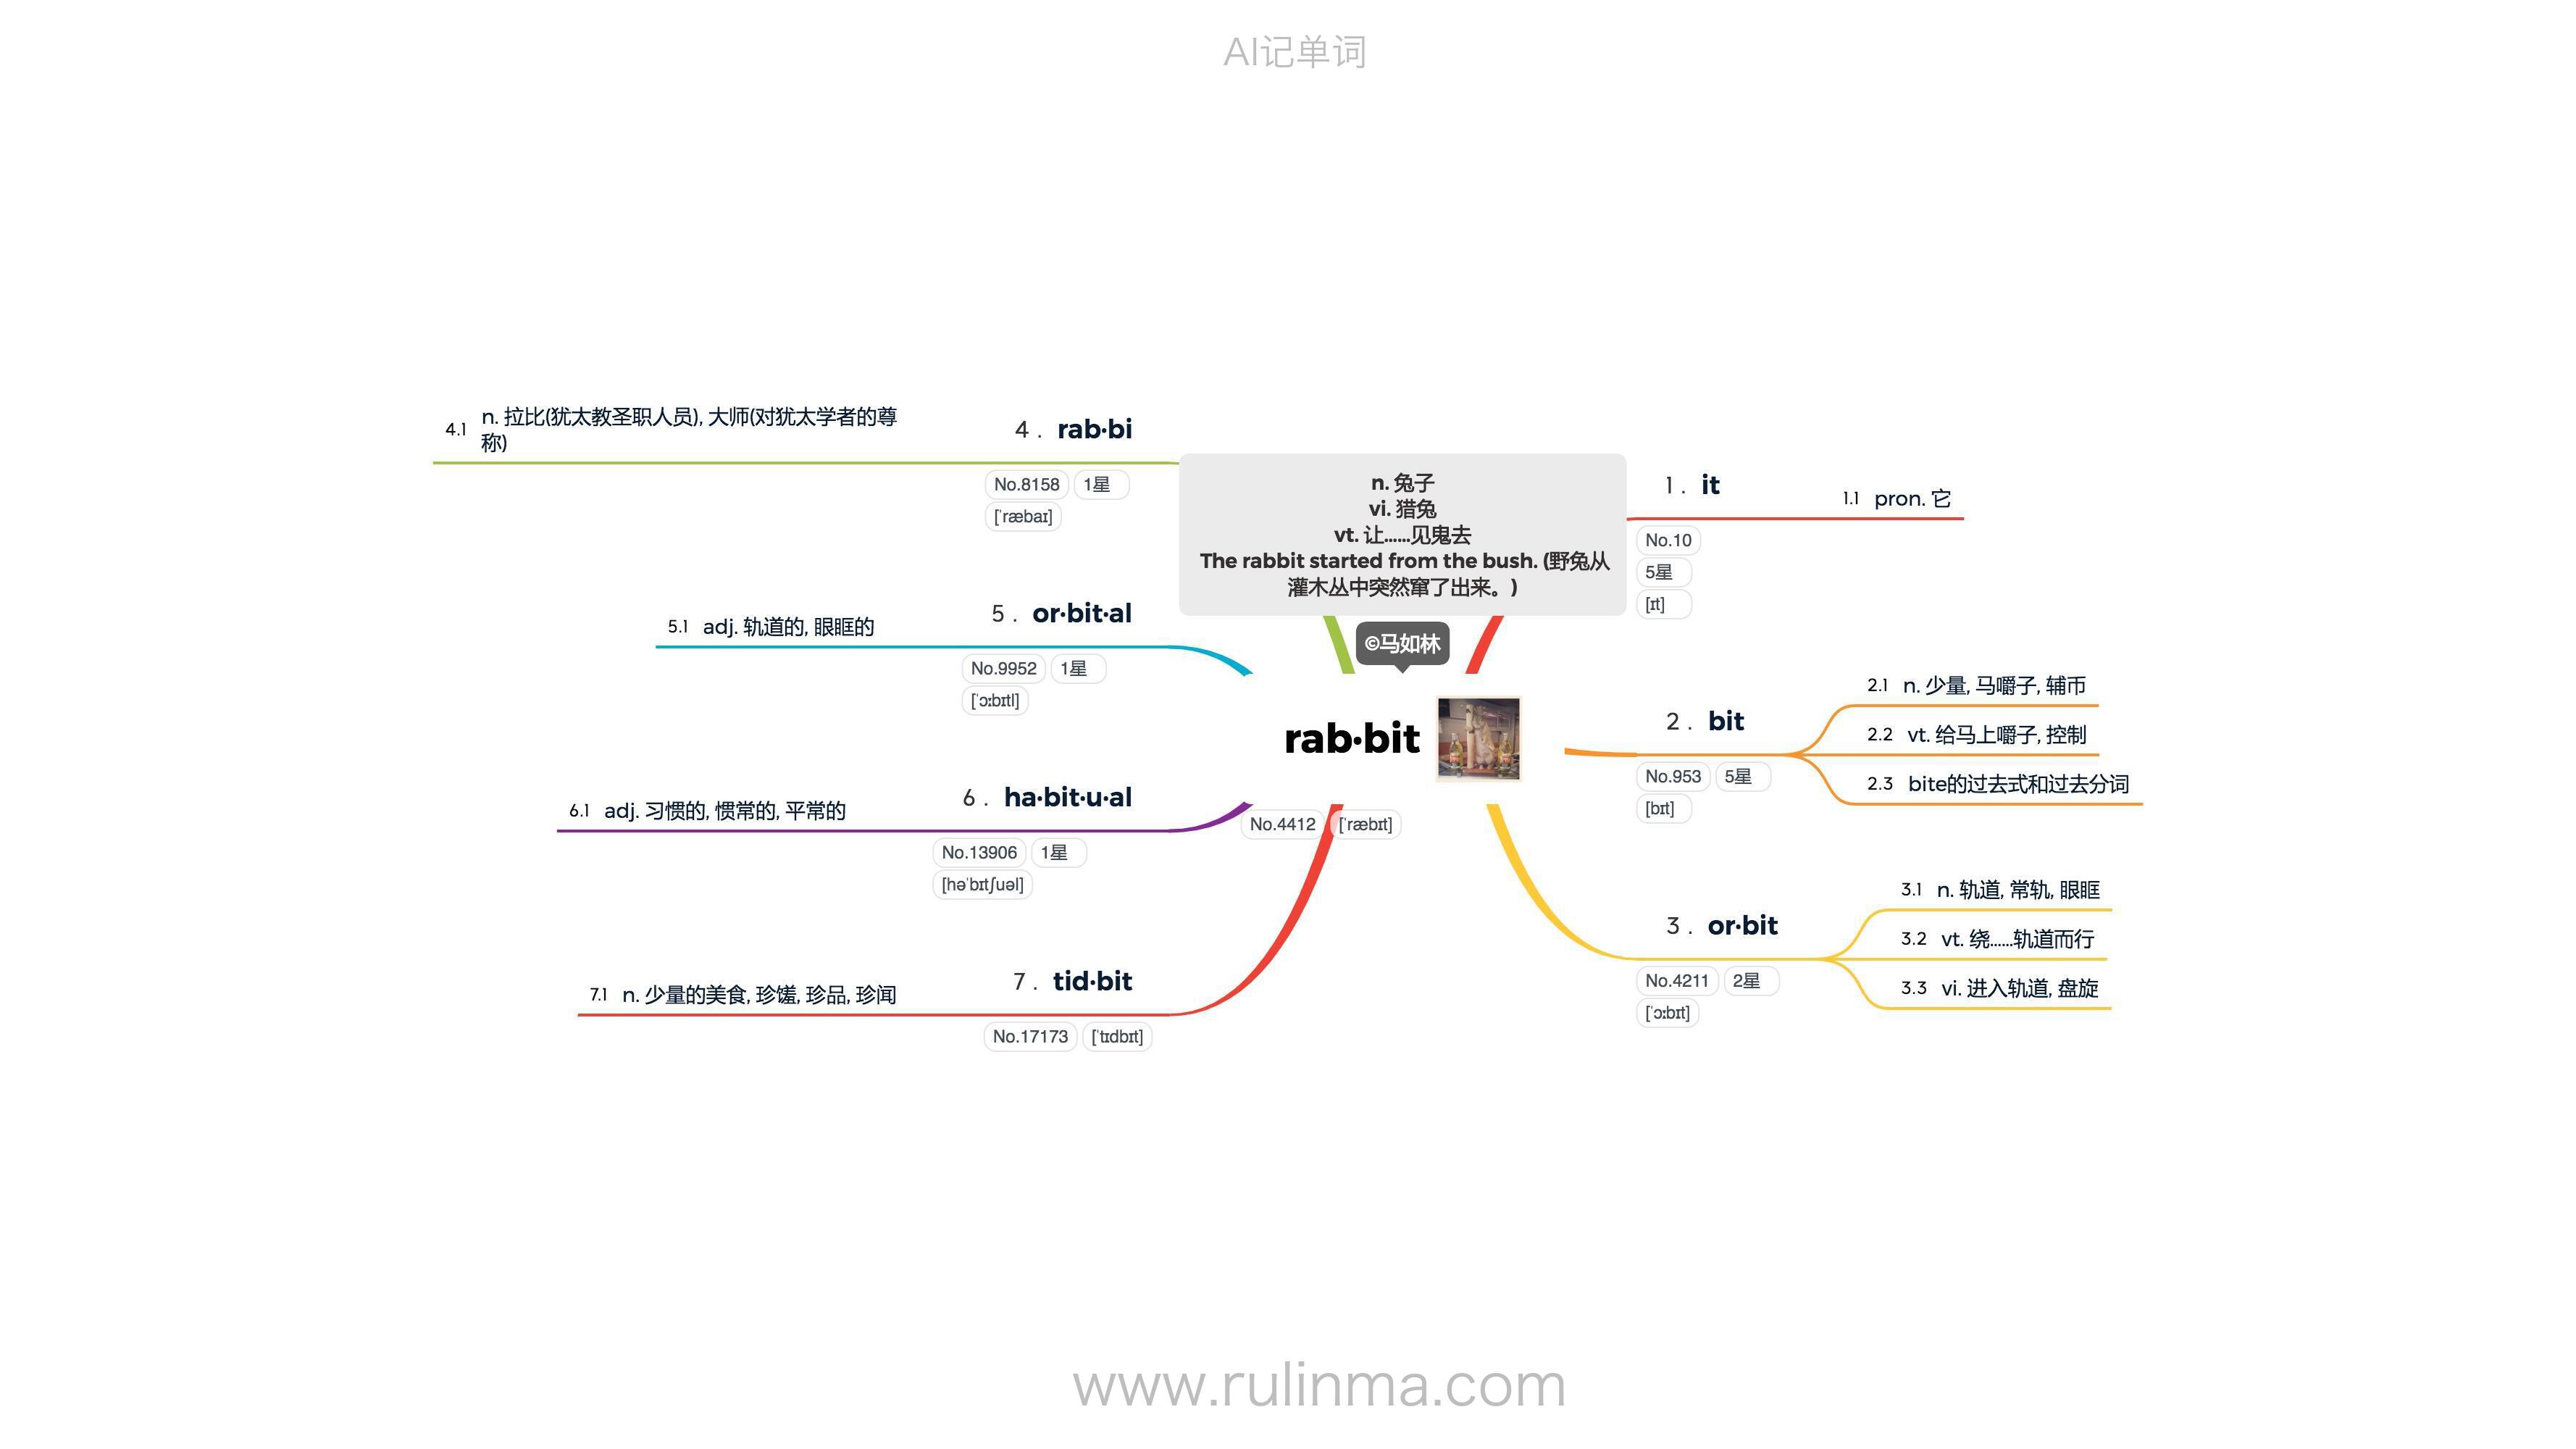 AI记单词
n. 兔子
vi. 猎兔
vt. 让......见鬼去
The rabbit started from the bush. (野兔从
灌木丛中突然窜了出来。)
©马如林
rab·bit
No.4412 [ˈræbɪt]
1. it
No.10
5星
[ɪt]
1.1 pron. 它
2. bit
No.953 5星
[bɪt]
2.1 n. 少量, 马嚼子, 辅币
2.2 vt. 给马上嚼子, 控制
2.3 bite的过去式和过去分词
3. or·bit
No.4211 2星
[ˈɔːbɪt]
3.1 n. 轨道, 常轨, 眼眶
3.2 vt. 绕......轨道而行
3.3 vi. 进入轨道, 盘旋
4. rab·bi
No.8158 1星
[ˈræbaɪ]
4.1 n. 拉比(犹太教圣职人员), 大师(对犹太学者的尊
称)
5. or·bit·al
No.9952 1星
[ˈɔːbɪtl]
5.1 adj. 轨道的, 眼眶的
6. ha·bit·u·al
No.13906 1星
[həˈbɪtʃuəl]
6.1 adj. 习惯的, 惯常的, 平常的
7. tid·bit
No.17173 [ˈtɪdbɪt]
7.1 n. 少量的美食, 珍馐, 珍品, 珍闻
www.rulinma.com